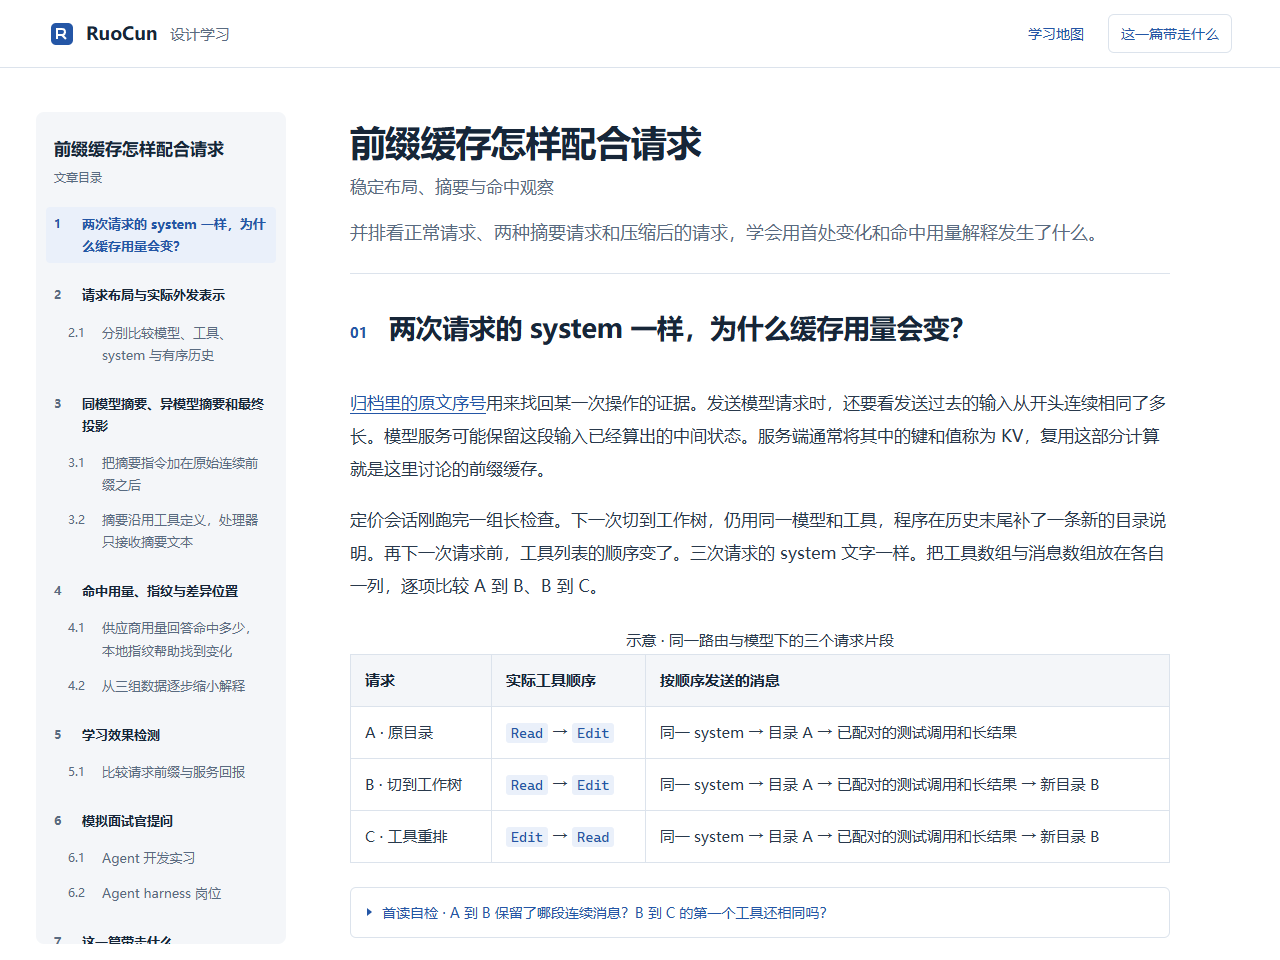 R RuoCun 设计学习
学习地图
这一篇带走什么
前缀缓存怎样配合请求
文章目录
1 两次请求的 system 一样，为什
么缓存用量会变？
2 请求布局与实际外发表示
2.1 分别比较模型、工具、
system 与有序历史
3 同模型摘要、异模型摘要和最终
投影
3.1 把摘要指令加在原始连续前
缀之后
3.2 摘要沿用工具定义，处理器
只接收摘要文本
4 命中用量、指纹与差异位置
4.1 供应商用量回答命中多少，
本地指纹帮助找到变化
4.2 从三组数据逐步缩小解释
5 学习效果检测
5.1 比较请求前缀与服务回报
6 模拟面试官提问
6.1 Agent 开发实习
6.2 Agent harness 岗位
7 这一篇带走什么
前缀缓存怎样配合请求
稳定布局、摘要与命中观察
并排看正常请求、两种摘要请求和压缩后的请求，学会用首处变化和命中用量解释发生了什么。
01 两次请求的 system 一样，为什么缓存用量会变？
归档里的原文序号用来找回某一次操作的证据。发送模型请求时，还要看发送过去的输入从开头连续相同了多
长。模型服务可能保留这段输入已经算出的中间状态。服务端通常将其中的键和值称为 KV，复用这部分计算
就是这里讨论的前缀缓存。
定价会话刚跑完一组长检查。下一次切到工作树，仍用同一模型和工具，程序在历史末尾补了一条新的目录说
明。再下一次请求前，工具列表的顺序变了。三次请求的 system 文字一样。把工具数组与消息数组放在各自
一列，逐项比较 A 到 B、B 到 C。
示意 · 同一路由与模型下的三个请求片段
请求 实际工具顺序 按顺序发送的消息
A · 原目录 Read → Edit 同一 system → 目录 A → 已配对的测试调用和长结果
B · 切到工作树 Read → Edit 同一 system → 目录 A → 已配对的测试调用和长结果 → 新目录 B
C · 工具重排 Edit → Read 同一 system → 目录 A → 已配对的测试调用和长结果 → 新目录 B
首读自检 · A 到 B 保留了哪段连续消息？B 到 C 的第一个工具还相同吗？